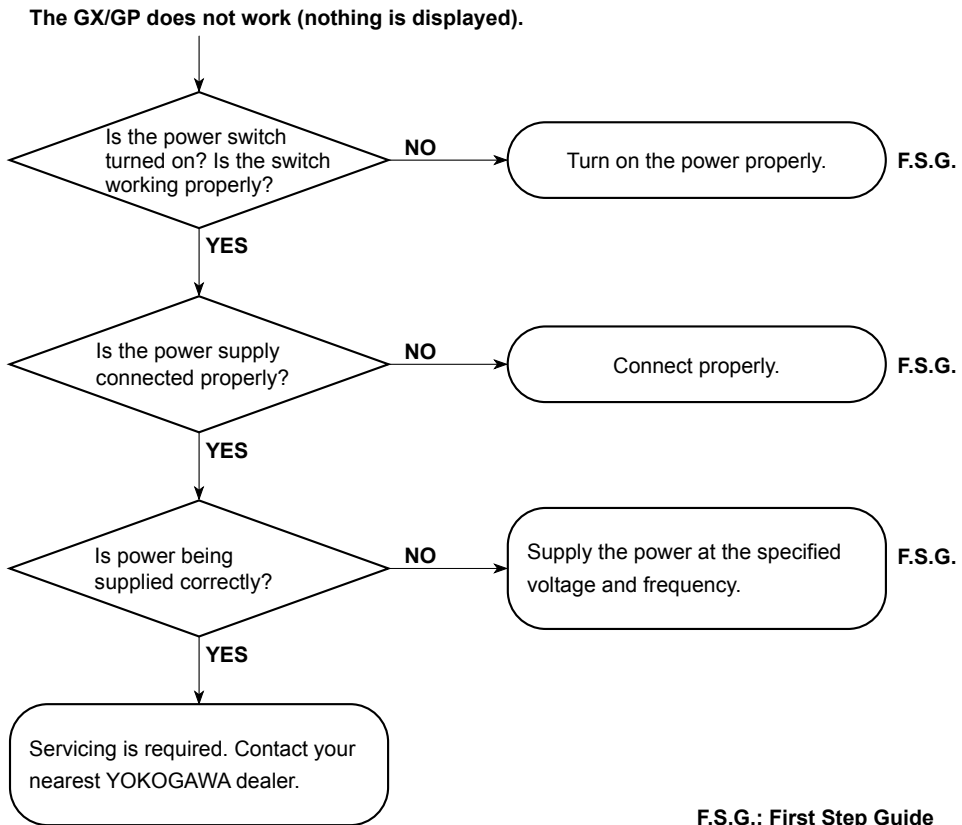 The GX/GP does not work (nothing is displayed).
Is the power switch
turned on? Is the switch
working properly?
NO
Turn on the power properly.
F.S.G.
YES
Is the power supply
connected properly?
NO
Connect properly.
F.S.G.
YES
Is power being
supplied correctly?
NO
Supply the power at the specified
voltage and frequency.
F.S.G.
YES
Servicing is required. Contact your
nearest YOKOGAWA dealer.
F.S.G.: First Step Guide